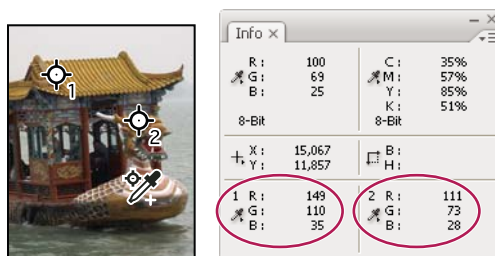 1
2
Info ×
R: 100 C: 35%
G: 69 M: 57%
B: 25 Y: 85%
K: 51%
8-Bit 8-Bit
X: 15,067 B:
Y: 11,857 H:
1 R: 149 2 R: 111
G: 110 G: 73
B: 35 B: 28